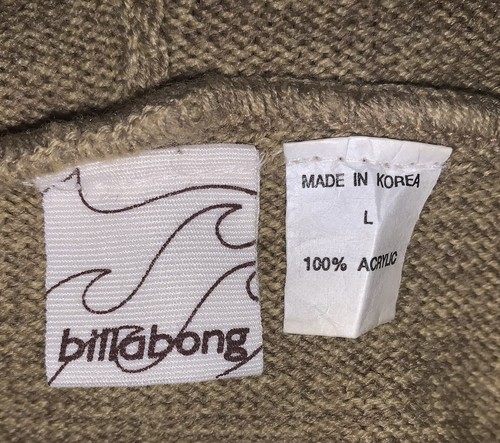 billabong
MADE IN KOREA
L
100% ACRYLIC